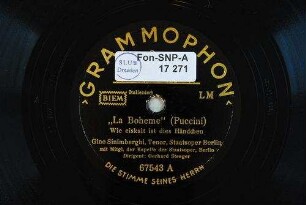 GRAMMOPHON
SLUB
Dresden
Fon-SNP-A
17 271
Italienisch
BIEM
LM
„La Boheme" (Puccini)
Wie eiskalt ist dies Händchen
Gino Sinimberghi, Tenor, Staatsoper Berlin
mit Mitgl. der Kapelle der Staatsoper, Berlin
Dirigent: Gerhard Steeger
67543 A
DIE STIMME SEINES HERRN